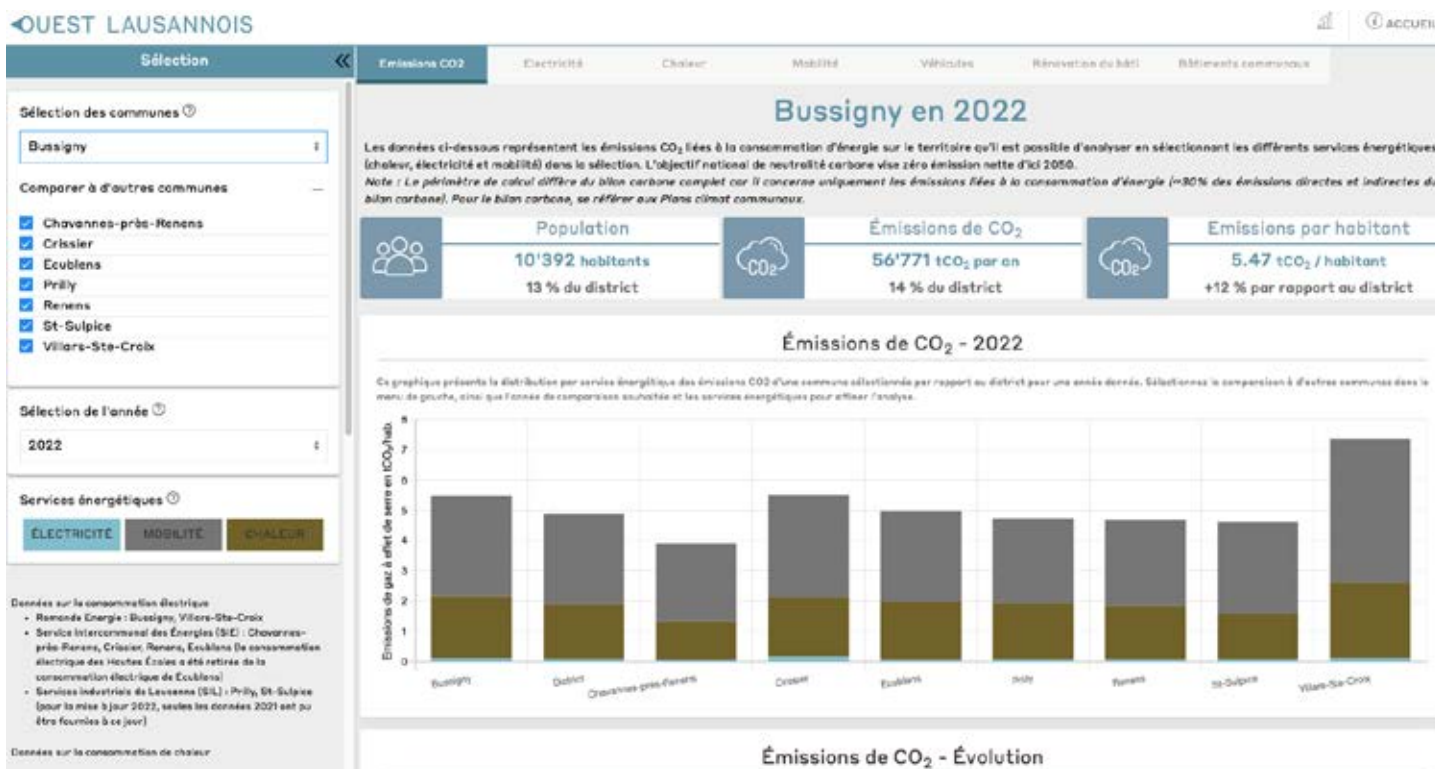 OUEST LAUSANNOIS
ACCUEIL
Sélection
Sélection des communes
Bussigny
Comparer à d'autres communes
Chavannes-près-Renens
Crissier
Ecublens
Prilly
Renens
St-Sulpice
Villars-Ste-Croix
Sélection de l'année
2022
Services énergétiques
ÉLECTRICITÉ MOBILITÉ CHALEUR
Données sur la consommation électrique
• Romande Energie : Bussigny, Villars-Ste-Croix
• Service Intercommunal des Énergies (SIE) : Chavannes-
près-Renens, Crissier, Renens, Ecublens (la consommation
électrique des Hautes Écoles a été retirée de la
consommation électrique de Ecublens)
• Services industriels de Lausanne (SIL) : Prilly, St-Sulpice
(pour la mise à jour 2022, seules les données 2021 ont pu
être fournies à ce jour)
Données sur la consommation de chaleur
Emissions CO2 Electricité Chaleur Mobilité Véhicules Rénovation du bâti Bâtiments communaux
Bussigny en 2022
Les données ci-dessous représentent les émissions CO₂ liées à la consommation d'énergie sur le territoire qu'il est possible d'analyser en sélectionnant les différents services énergétiques
(chaleur, électricité et mobilité) dans la sélection. L'objectif national de neutralité carbone vise zéro émission nette d'ici 2050.
Note : Le périmètre de calcul diffère du bilan carbone complet car il concerne uniquement les émissions liées à la consommation d'énergie (~30% des émissions directes et indirectes du
bilan carbone). Pour le bilan carbone, se référer aux Plans climat communaux.
Population
10'392 habitants
13 % du district
CO₂
Émissions de CO₂
56'771 tCO₂ par an
14 % du district
CO₂
Emissions par habitant
5.47 tCO₂ / habitant
+12 % par rapport au district
Émissions de CO₂ - 2022
Ce graphique présente la distribution par service énergétique des émissions CO2 d'une commune sélectionnée par rapport au district pour une année donnée. Sélectionnez la comparaison à d'autres communes dans le
menu de gauche, ainsi que l'année de comparaison souhaitée et les services énergétiques pour affiner l'analyse.
Emissions de gaz à effet de serre en tCO₂/hab.
8
7
6
5
4
3
2
1
0
Bussigny District Chavannes-près-Renens Crissier Ecublens Prilly Renens St-Sulpice Villars-Ste-Croix
Émissions de CO₂ - Évolution